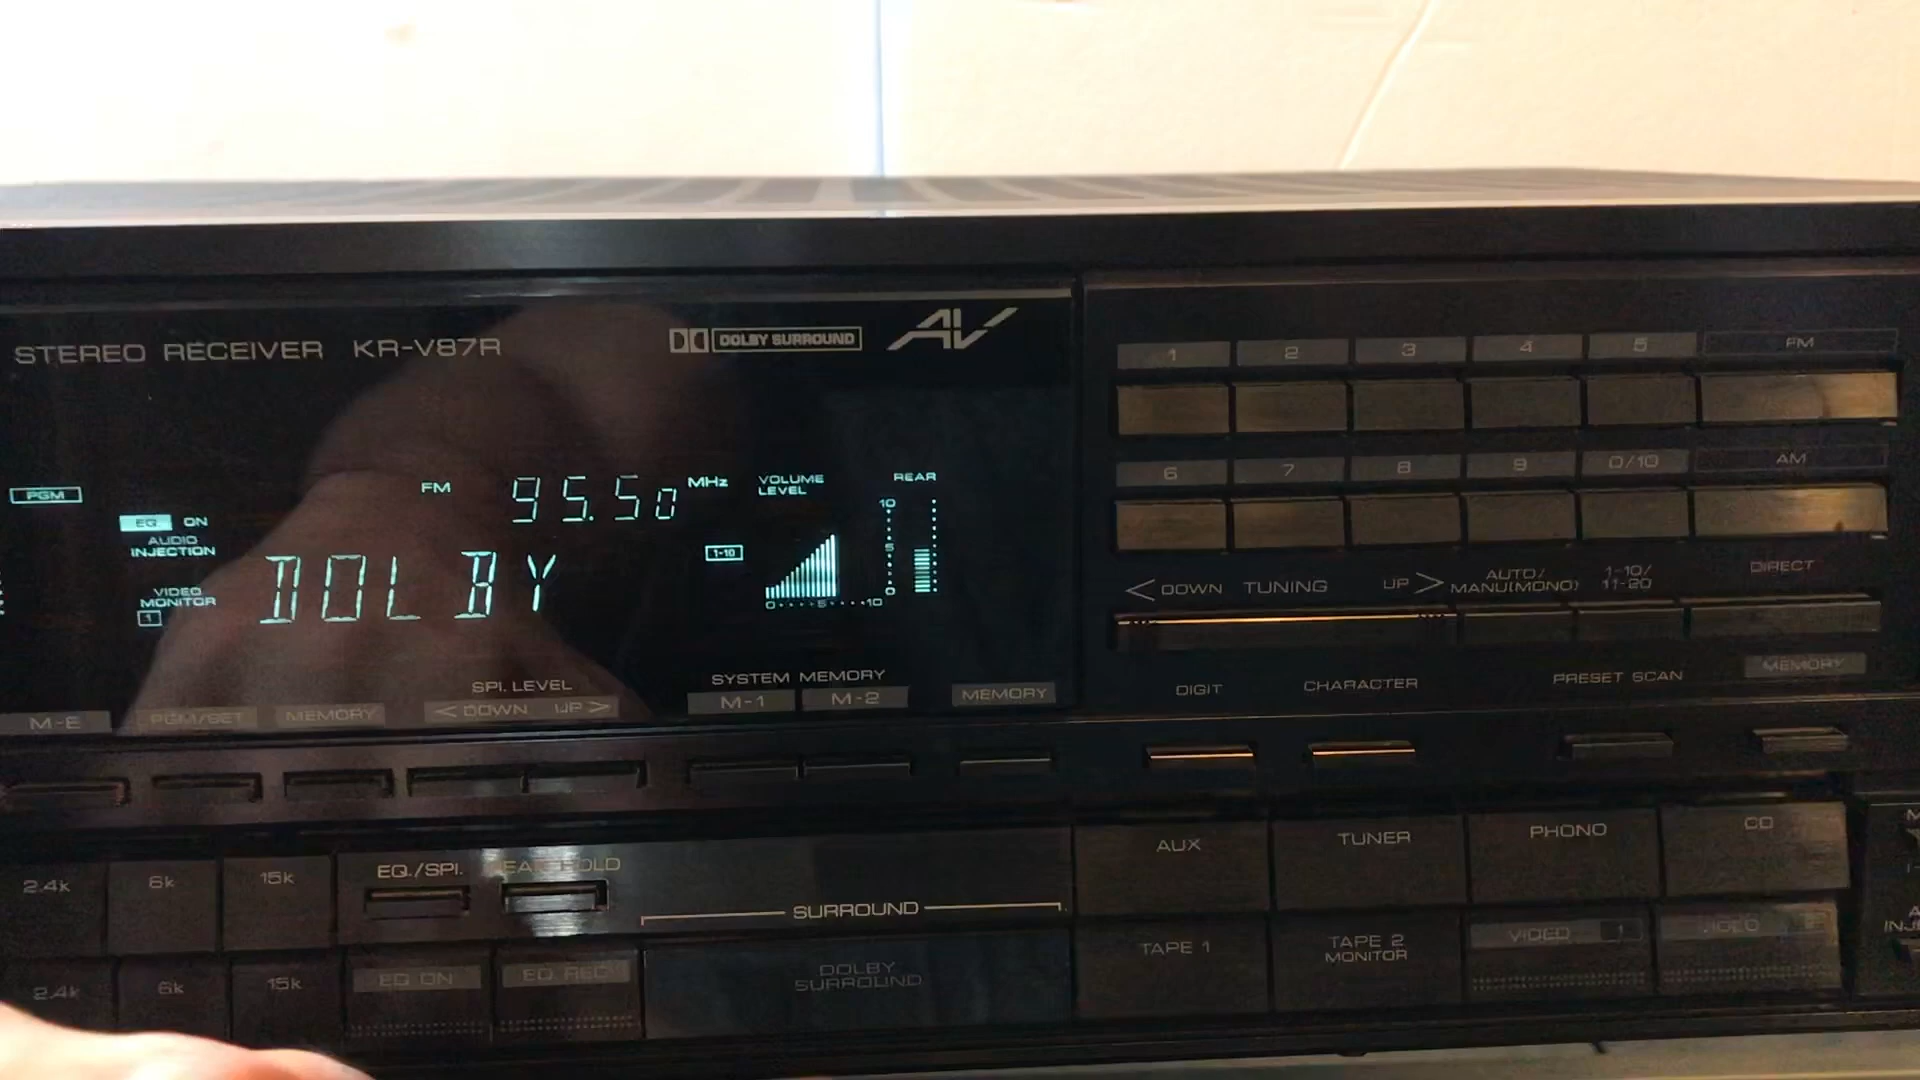 STEREO RECEIVER KR-V87R
DOLBY SURROUND
AV
PGM
EQ. ON
AUDIO
INJECTION
VIDEO
MONITOR
1
FM 95.50 MHz
DOLBY
1-10
VOLUME
LEVEL
0 5 10
REAR
10
5
0
M-E
PGM/SET
MEMORY
SPI. LEVEL
< DOWN UP >
SYSTEM MEMORY
M-1 M-2
MEMORY
1 2 3 4 5 FM
6 7 8 9 0/10 AM
< DOWN TUNING UP >
AUTO/
MANU(MONO)
1-10/
11-20
DIRECT
DIGIT
CHARACTER
PRESET SCAN
MEMORY
2.4k 6k 15k
EQ./SPI.
SURROUND
2.4k 6k 15k
EQ ON
EQ REC
DOLBY
SURROUND
AUX TUNER PHONO CD
TAPE 1
TAPE 2
MONITOR
VIDEO 1
VIDEO